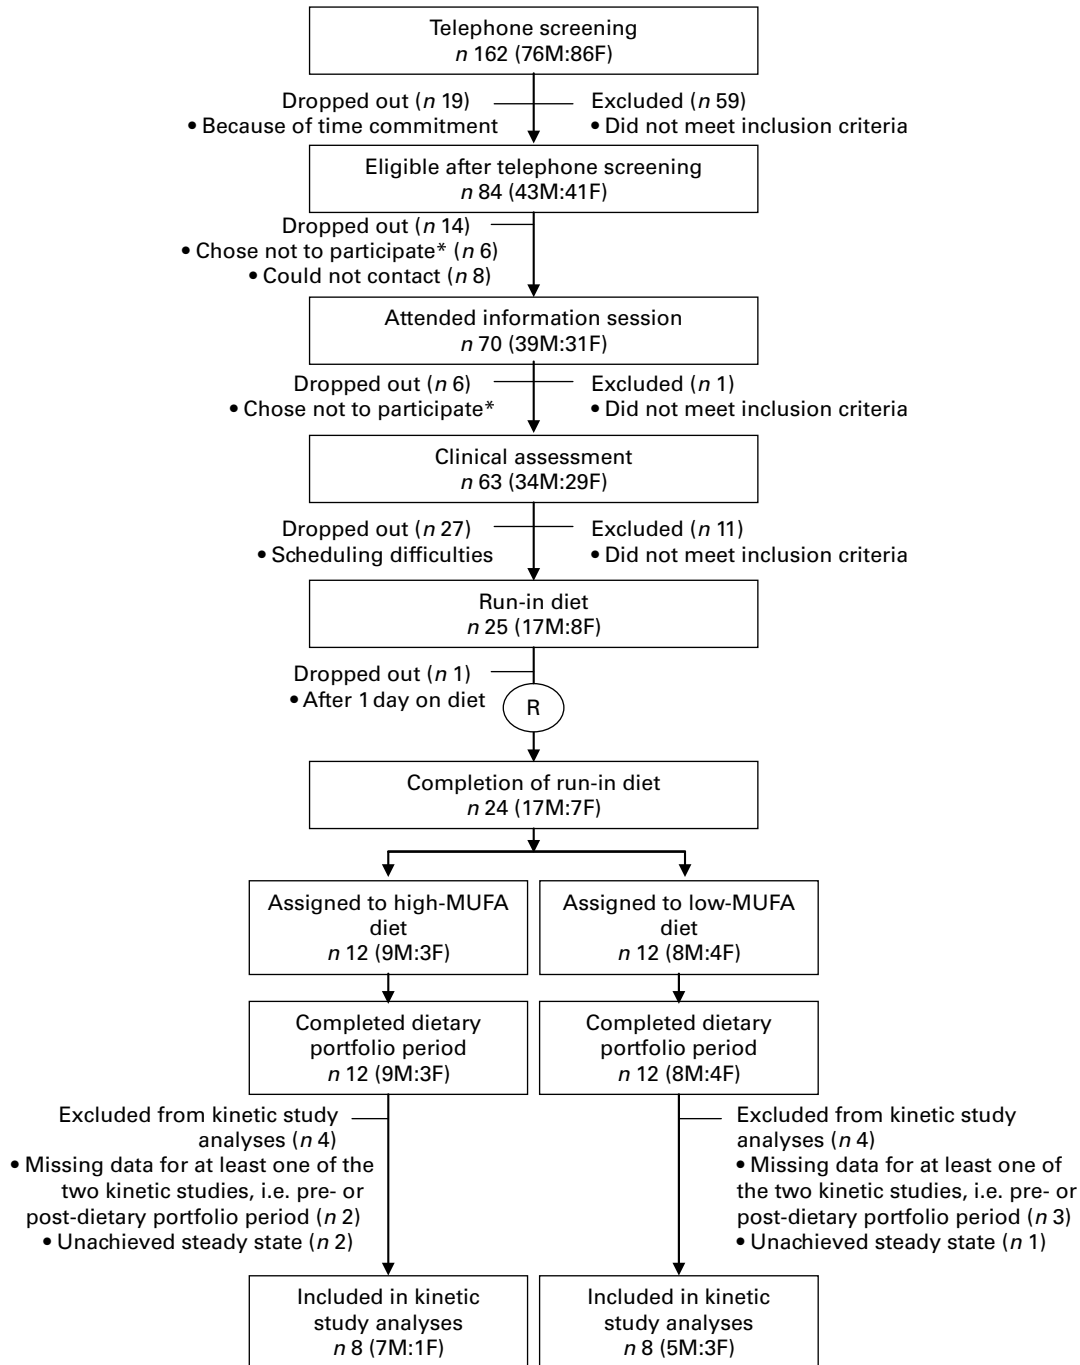 Telephone screening
n 162 (76M:86F)
Dropped out (n 19)
• Because of time commitment
Excluded (n 59)
• Did not meet inclusion criteria
Eligible after telephone screening
n 84 (43M:41F)
Dropped out (n 14)
• Chose not to participate* (n 6)
• Could not contact (n 8)
Attended information session
n 70 (39M:31F)
Dropped out (n 6)
• Chose not to participate*
Excluded (n 1)
• Did not meet inclusion criteria
Clinical assessment
n 63 (34M:29F)
Dropped out (n 27)
• Scheduling difficulties
Excluded (n 11)
• Did not meet inclusion criteria
Run-in diet
n 25 (17M:8F)
Dropped out (n 1)
• After 1 day on diet
R
Completion of run-in diet
n 24 (17M:7F)
Assigned to high-MUFA
diet
n 12 (9M:3F)
Assigned to low-MUFA
diet
n 12 (8M:4F)
Completed dietary
portfolio period
n 12 (9M:3F)
Completed dietary
portfolio period
n 12 (8M:4F)
Excluded from kinetic study
analyses (n 4)
• Missing data for at least one of the
two kinetic studies, i.e. pre- or
post-dietary portfolio period (n 2)
• Unachieved steady state (n 2)
Excluded from kinetic study
analyses (n 4)
• Missing data for at least one of
the two kinetic studies, i.e. pre- or
post-dietary portfolio period (n 3)
• Unachieved steady state (n 1)
Included in kinetic
study analyses
n 8 (7M:1F)
Included in kinetic
study analyses
n 8 (5M:3F)